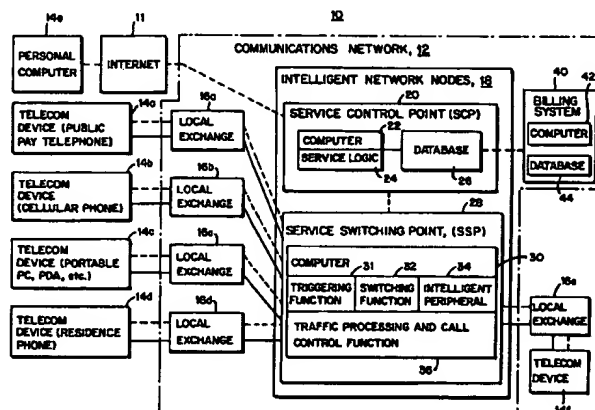 10
14e
11
COMMUNICATIONS NETWORK, 12
PERSONAL
COMPUTER
INTERNET
INTELLIGENT NETWORK NODES, 18
20
40
42
SERVICE CONTROL POINT (SCP)
22
COMPUTER
SERVICE LOGIC
24
DATABASE
26
BILLING
SYSTEM
COMPUTER
DATABASE
44
14a
16a
TELECOM
DEVICE (PUBLIC
PAY TELEPHONE)
LOCAL
EXCHANGE
14b
16b
TELECOM
DEVICE
(CELLULAR PHONE)
LOCAL
EXCHANGE
28
SERVICE SWITCHING POINT, (SSP)
COMPUTER
30
31
32
34
TRIGGERING
FUNCTION
SWITCHING
FUNCTION
INTELLIGENT
PERIPHERAL
TRAFFIC PROCESSING AND CALL
CONTROL FUNCTION
36
14c
16c
TELECOM
DEVICE (PORTABLE
PC, PDA, etc.)
LOCAL
EXCHANGE
14d
16d
TELECOM
DEVICE (RESIDENCE
PHONE)
LOCAL
EXCHANGE
16e
LOCAL
EXCHANGE
TELECOM
DEVICE